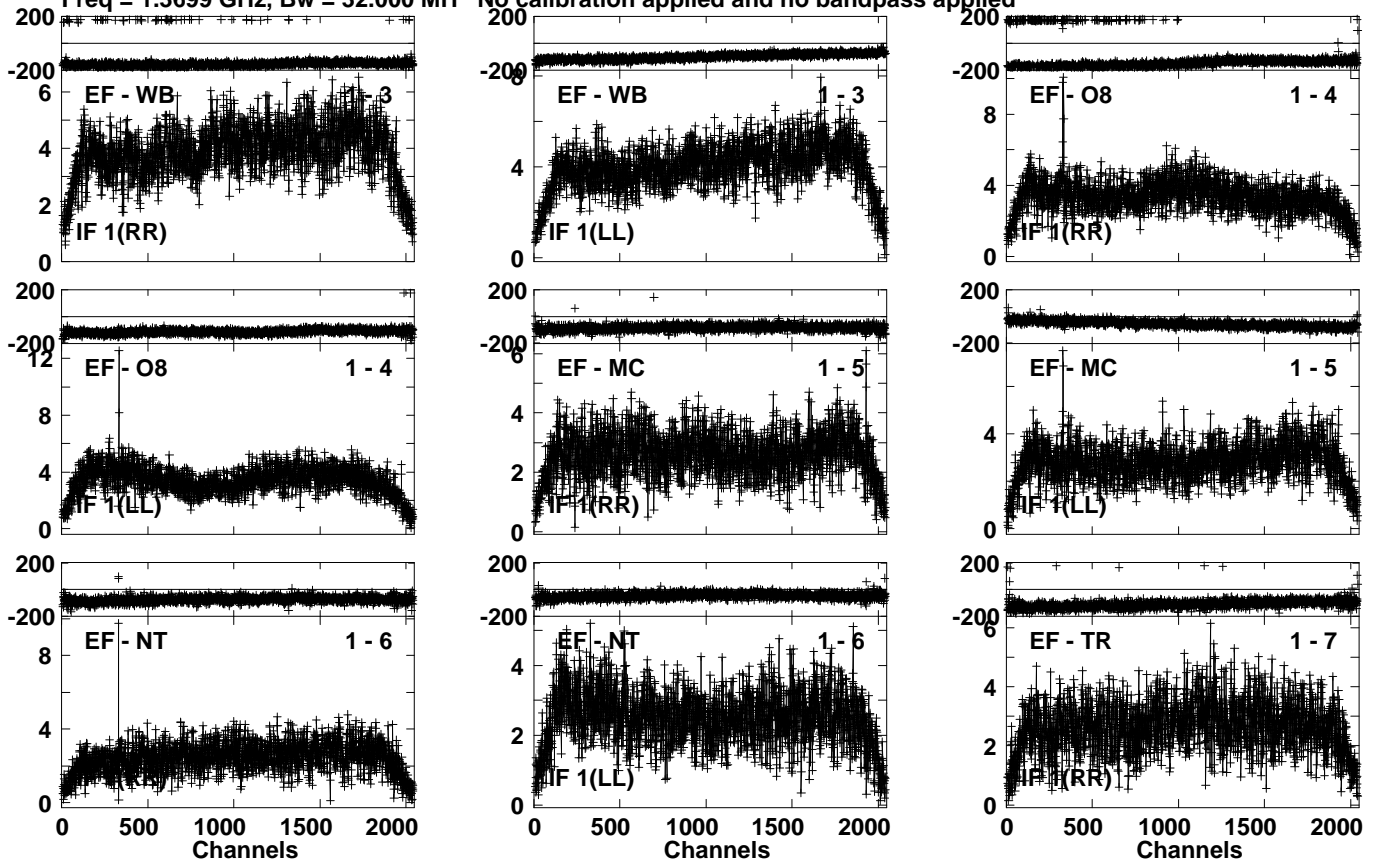 Freq = 1.3699 GHz, Bw = 32.000 MH No calibration applied and no bandpass applied
200
-200
6
4
2
0
EF - WB 1 - 3
IF 1(RR)
200
-200
8
4
0
EF - WB 1 - 3
IF 1(LL)
200
-200
8
4
0
EF - O8 1 - 4
IF 1(RR)
200
-200
12
8
4
0
EF - O8 1 - 4
IF 1(LL)
200
-200
6
4
2
0
EF - MC 1 - 5
IF 1(RR)
200
-200
4
0
EF - MC 1 - 5
IF 1(LL)
200
-200
8
4
0
EF - NT 1 - 6
0 500 1000 1500 2000
Channels
200
-200
4
2
0
EF - NT 1 - 6
IF 1(LL)
0 500 1000 1500 2000
Channels
200
-200
6
4
2
0
EF - TR 1 - 7
IF 1(RR)
0 500 1000 1500 2000
Channels